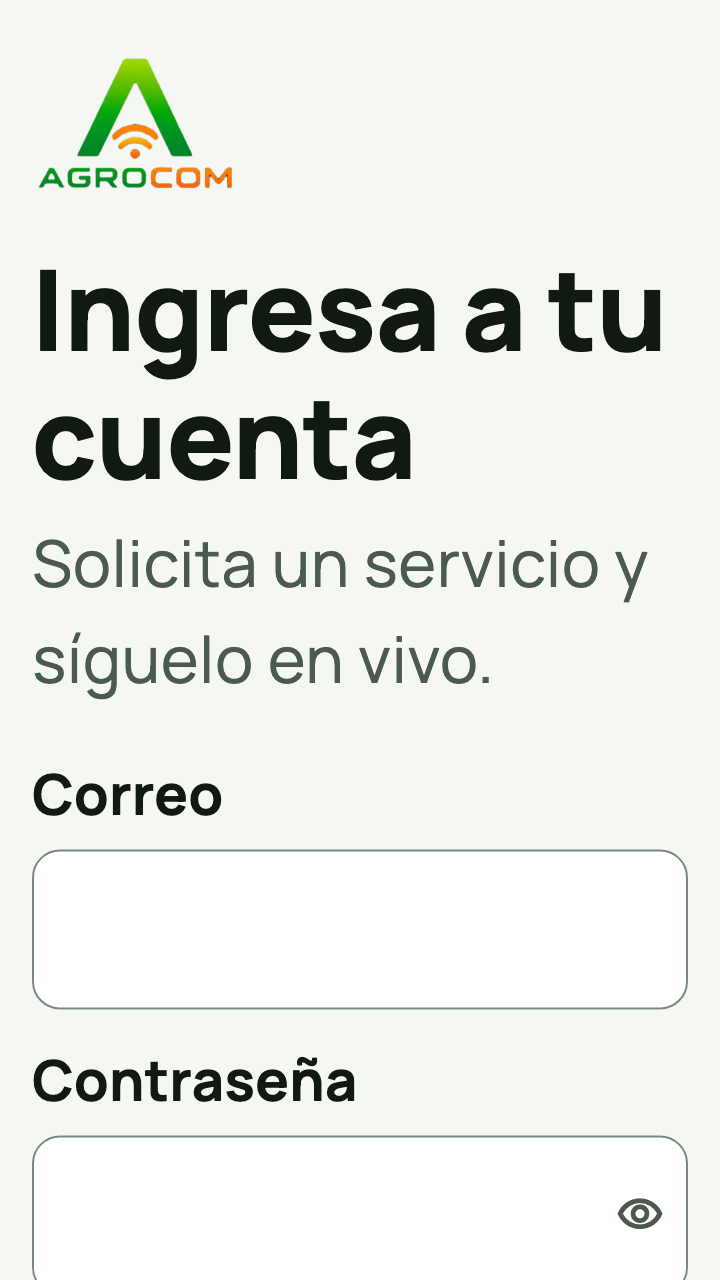 AGROCOM
Ingresa a tu
cuenta
Solicita un servicio y
síguelo en vivo.
Correo
Contraseña